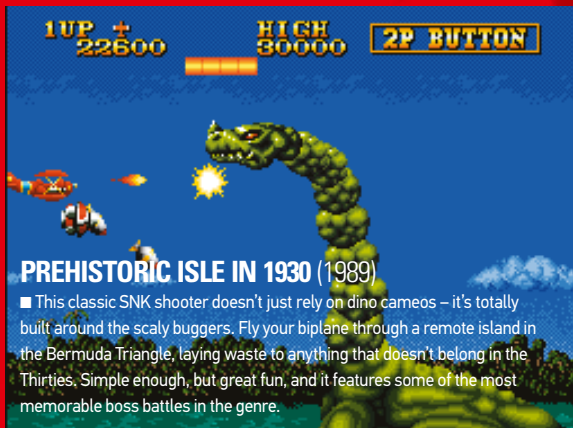 1UP HIGH 2P BUTTON
22600 30000
PREHISTORIC ISLE IN 1930 (1989)
■ This classic SNK shooter doesn't just rely on dino cameos – it's totally
built around the scaly buggers. Fly your biplane through a remote island in
the Bermuda Triangle, laying waste to anything that doesn't belong in the
Thirties. Simple enough, but great fun, and it features some of the most
memorable boss battles in the genre.